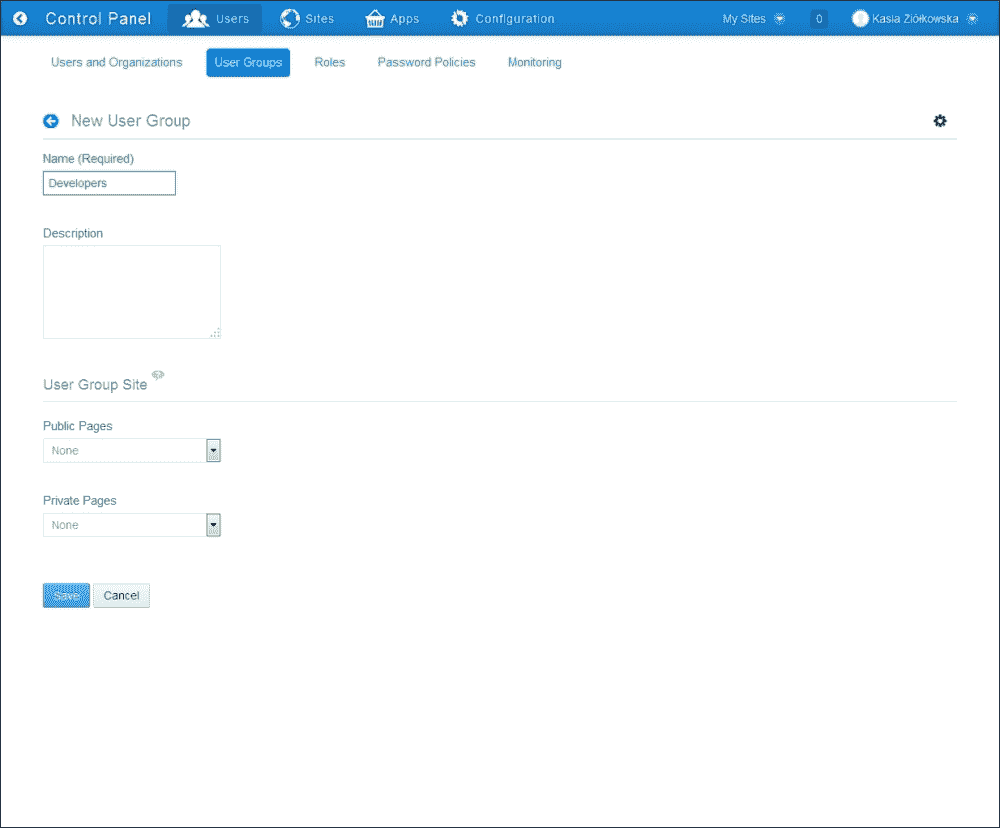 Control Panel Users Sites Apps Configuration My Sites 0 Kasia Ziółkowska
Users and Organizations User Groups Roles Password Policies Monitoring
New User Group
Name (Required)
Developers
Description
User Group Site
Public Pages
None
Private Pages
None
Save Cancel